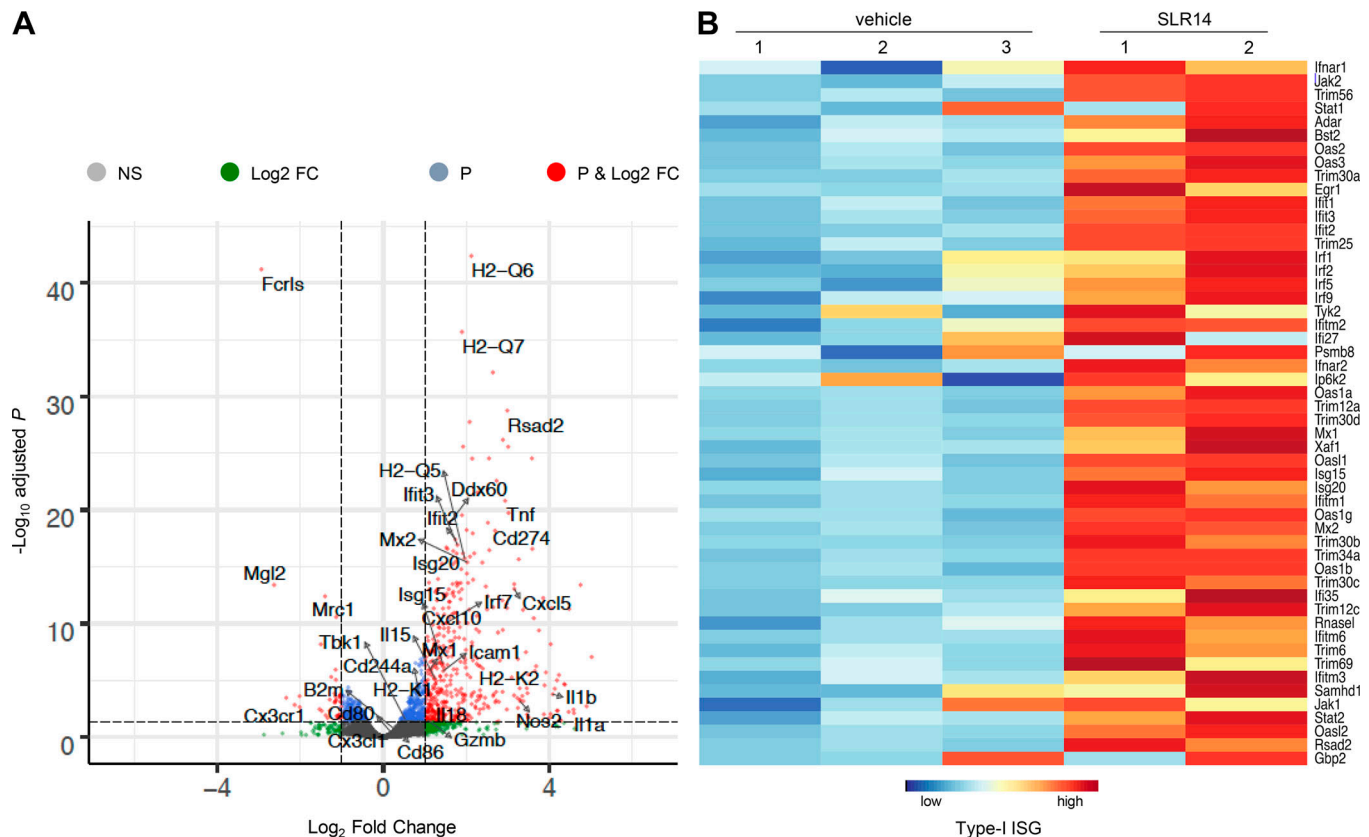 A
NS
Log2 FC
P
P & Log2 FC
-Log10 adjusted P
40
30
20
10
0
Fcrls
H2−Q6
H2−Q7
Rsad2
H2−Q5
Ddx60
Ifit3
Tnf
Ifit2
Cd274
Mx2
Isg20
Mgl2
Isg15
Irf7
Cxcl5
Mrc1
Cxcl10
Tbk1
Il15
Mx1
Icam1
Cd244a
H2−K2
B2m
H2−K1
Il1b
Cx3cr1
Cd80
Il18
Nos2
Il1a
Cx3cl1
Cd86
Gzmb
−4
0
4
Log2 Fold Change
B
vehicle
SLR14
1
2
3
1
2
Ifnar1
Jak2
Trim56
Stat1
Adar
Bst2
Oas2
Oas3
Trim30a
Egr1
Ifit1
Ifit3
Ifit2
Trim25
Irf1
Irf2
Irf5
Irf9
Tyk2
Ifitm2
Ifi27
Psmb8
Ifnar2
Ip6k2
Oas1a
Trim12a
Trim30d
Mx1
Xaf1
Oasl1
Isg15
Isg20
Ifitm1
Oas1g
Mx2
Trim30b
Trim34a
Oas1b
Trim30c
Ifi35
Trim12c
Rnasel
Ifitm6
Trim6
Trim69
Ifitm3
Samhd1
Jak1
Stat2
Oasl2
Rsad2
Gbp2
low
high
Type-I ISG